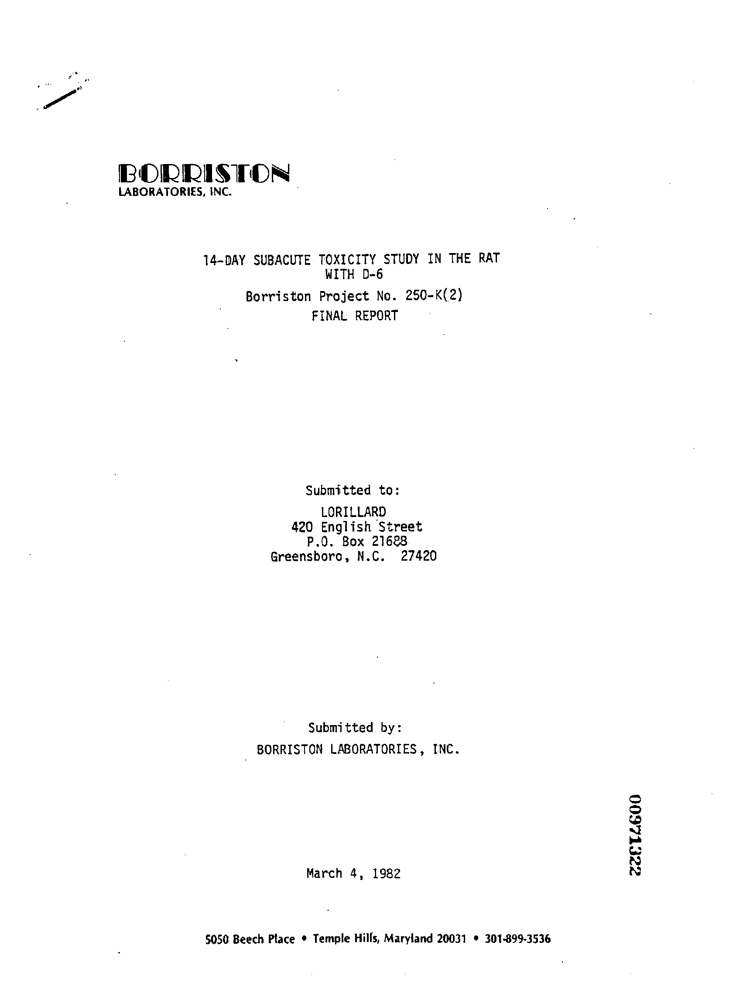 BORRISTON
LABORATORIES, INC.
14-DAY SUBACUTE TOXICITY STUDY IN THE RAT
WITH D-6
Borriston Project No. 250-K(2)
FINAL REPORT
Submitted to:
LORILLARD
420 English Street
P.O. Box 21688
Greensboro, N.C. 27420
Submitted by:
BORRISTON LABORATORIES, INC.
00971322
March 4, 1982
5050 Beech Place • Temple Hills, Maryland 20031 • 301-899-3536